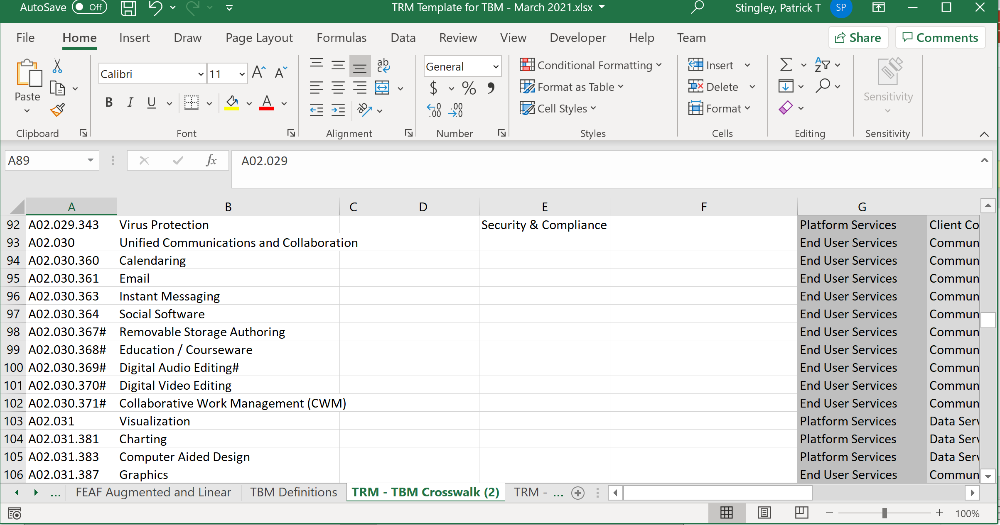 AutoSave Off TRM Template for TBM - March 2021.xlsx Stingley, Patrick T SP
File Home Insert Draw Page Layout Formulas Data Review View Developer Help Team Share Comments
Paste Calibri 11 General Conditional Formatting Insert
Format as Table Delete
Cell Styles Format Sensitivity
Clipboard Font Alignment Number Styles Cells Editing Sensitivity
A89 fx A02.029
A B C D E F G
92 A02.029.343 Virus Protection Security & Compliance Platform Services Client Co
93 A02.030 Unified Communications and Collaboration End User Services Commun
94 A02.030.360 Calendaring End User Services Commun
95 A02.030.361 Email End User Services Commun
96 A02.030.363 Instant Messaging End User Services Commun
97 A02.030.364 Social Software End User Services Commun
98 A02.030.367# Removable Storage Authoring End User Services Commun
99 A02.030.368# Education / Courseware End User Services Commun
100 A02.030.369# Digital Audio Editing# End User Services Commun
101 A02.030.370# Digital Video Editing End User Services Commun
102 A02.030.371# Collaborative Work Management (CWM) End User Services Commun
103 A02.031 Visualization Platform Services Data Serv
104 A02.031.381 Charting Platform Services Data Serv
105 A02.031.383 Computer Aided Design Platform Services Data Serv
106 A02.031.387 Graphics End User Services Commun
... FEAF Augmented and Linear TBM Definitions TRM - TBM Crosswalk (2) TRM - ...
100%